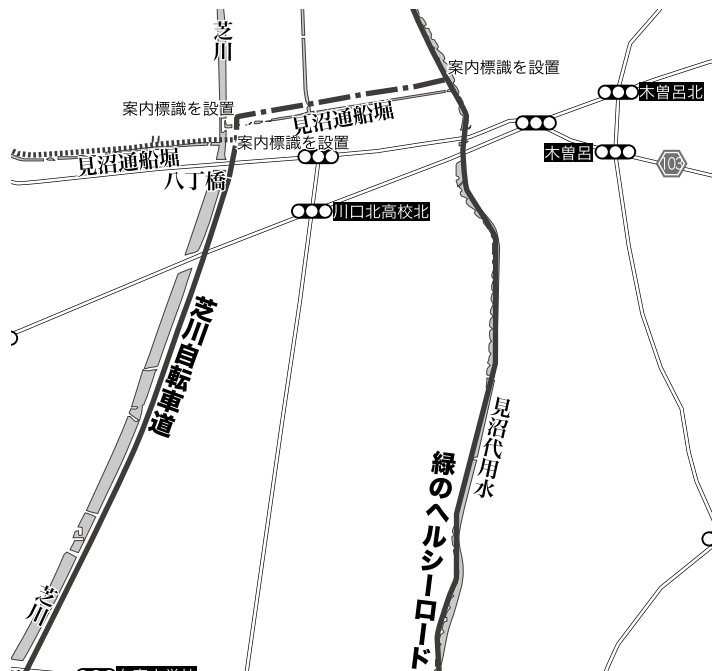 芝川
案内標識を設置
木曽呂北
案内標識を設置
見沼通船堀
案内標識を設置
見沼通船堀
木曽呂
103
八丁橋
川口北高校北
芝川自転車道
見沼代用水
緑のヘルシーロード
芝川